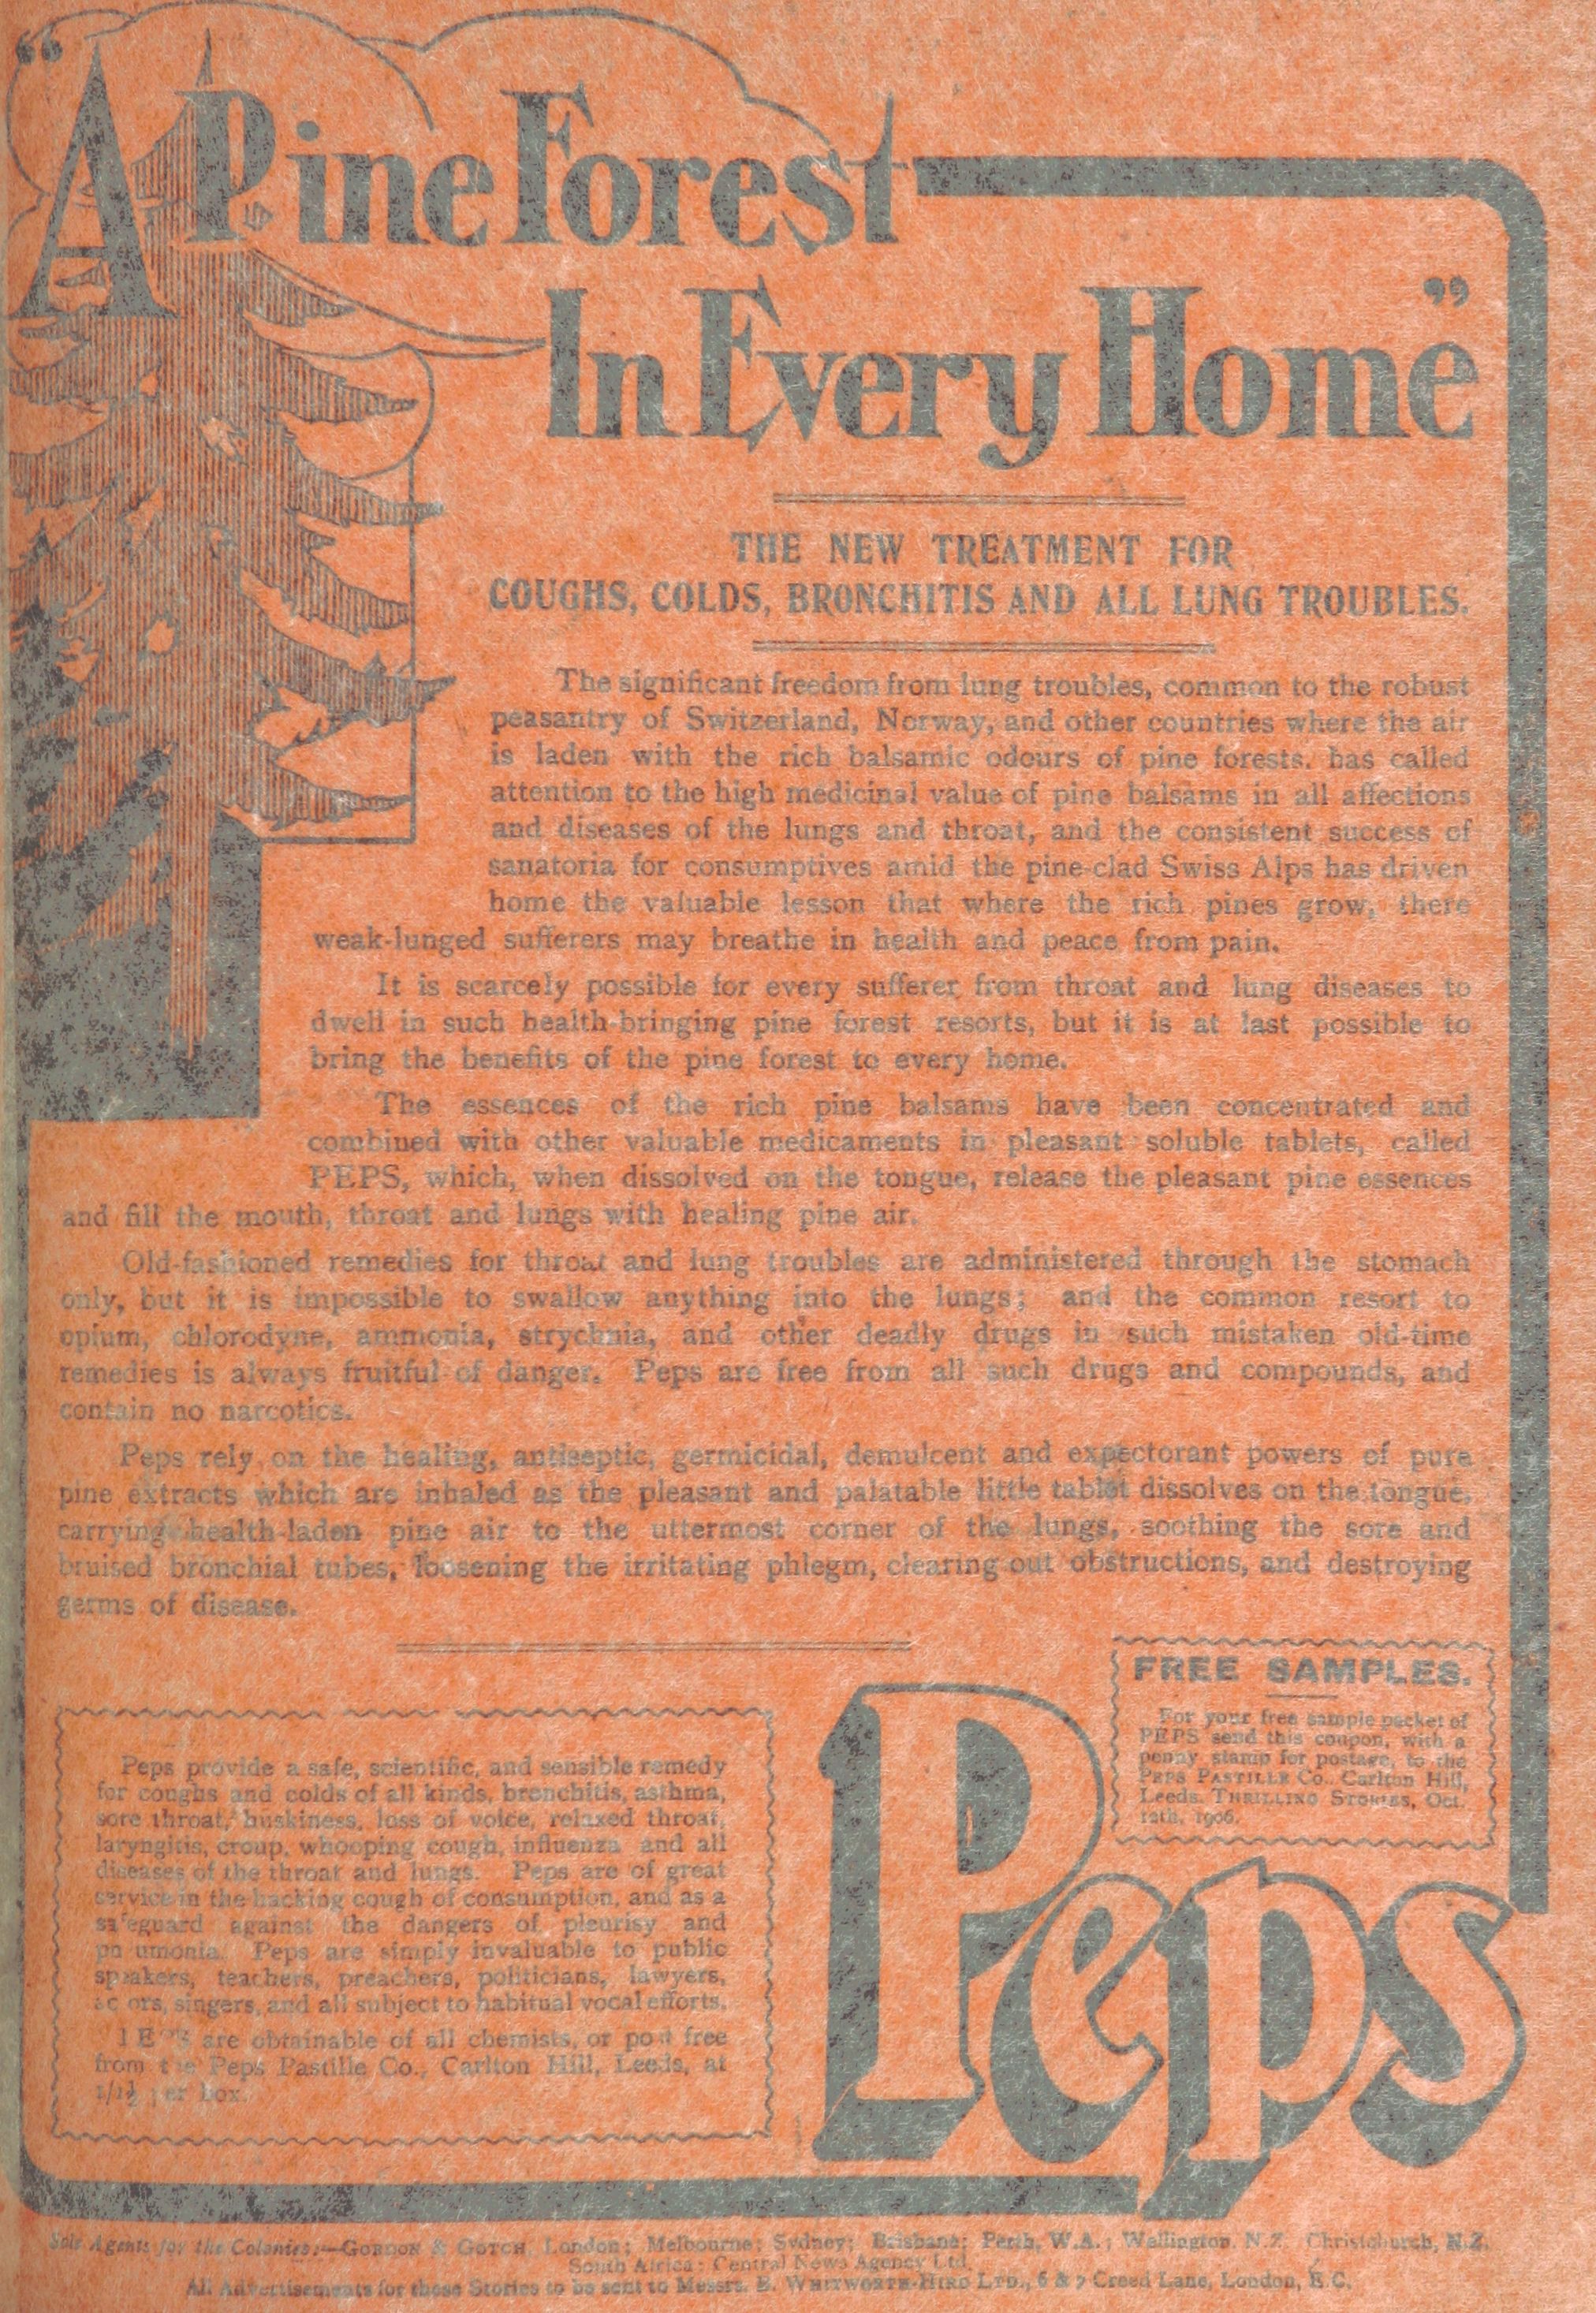 "A Pine Forest
In Every Home"
THE NEW TREATMENT FOR
COUGHS, COLDS, BRONCHITIS AND ALL LUNG TROUBLES.
The significant freedom from lung troubles, common to the robust
peasantry of Switzerland, Norway, and other countries where the air
is laden with the rich balsamic odours of pine forests, has called
attention to the high medicinal value of pine balsams in all affections
and diseases of the lungs and throat, and the consistent success of
sanatoria for consumptives amid the pine-clad Swiss Alps has driven
home the valuable lesson that where the rich pines grow, there
weak-lunged sufferers may breathe in health and peace from pain.
It is scarcely possible for every sufferer from throat and lung diseases to
dwell in such health-bringing pine forest resorts, but it is at last possible to
bring the benefits of the pine forest to every home.
The essences of the rich pine balsams have been concentrated and
combined with other valuable medicaments in pleasant soluble tablets, called
PEPS, which, when dissolved on the tongue, release the pleasant pine essences
and fill the mouth, throat and lungs with healing pine air.
Old-fashioned remedies for throat and lung troubles are administered through the stomach
only, but it is impossible to swallow anything into the lungs; and the common resort to
opium, chlorodyne, ammonia, strychnia, and other deadly drugs in such mistaken old-time
remedies is always fruitful of danger. Peps are free from all such drugs and compounds, and
contain no narcotics.
Peps rely on the healing, antiseptic, germicidal, demulcent and expectorant powers of pure
pine extracts which are inhaled as the pleasant and palatable little tablet dissolves on the tongue,
carrying health-laden pine air to the uttermost corner of the lungs, soothing the sore and
bruised bronchial tubes, loosening the irritating phlegm, clearing out obstructions, and destroying
germs of disease.
FREE SAMPLES.
For your free sample packet of
PEPS send this coupon, with a
penny stamp for postage, to the
PEPS PASTILLE Co., Carlton Hill,
Leeds. THRILLING STORIES, Oct.
12th, 1906.
Peps provide a safe, scientific, and sensible remedy
for coughs and colds of all kinds, bronchitis, asthma,
sore throat, huskiness, loss of voice, relaxed throat,
laryngitis, croup, whooping cough, influenza and all
diseases of the throat and lungs. Peps are of great
service in the hacking cough of consumption, and as a
safeguard against the dangers of pleurisy and
pn umonia. Peps are simply invaluable to public
speakers, teachers, preachers, politicians, lawyers,
ac ors, singers, and all subject to habitual vocal efforts.
PEPS are obtainable of all chemists, or post free
from the Peps Pastille Co., Carlton Hill, Leeds, at
1/1½ per box.
Peps
Sole Agents for the Colonies:—GORDON & GOTCH, London; Melbourne; Sydney; Brisbane; Perth, W.A.; Wellington, N.Z. Christchurch, N.Z.
South Africa: Central News Agency Ltd.
All Advertisements for these Stories to be sent to Messrs. E. WHITWORTH-HIRD LTD., 6 & 7 Creed Lane, London, E.C.